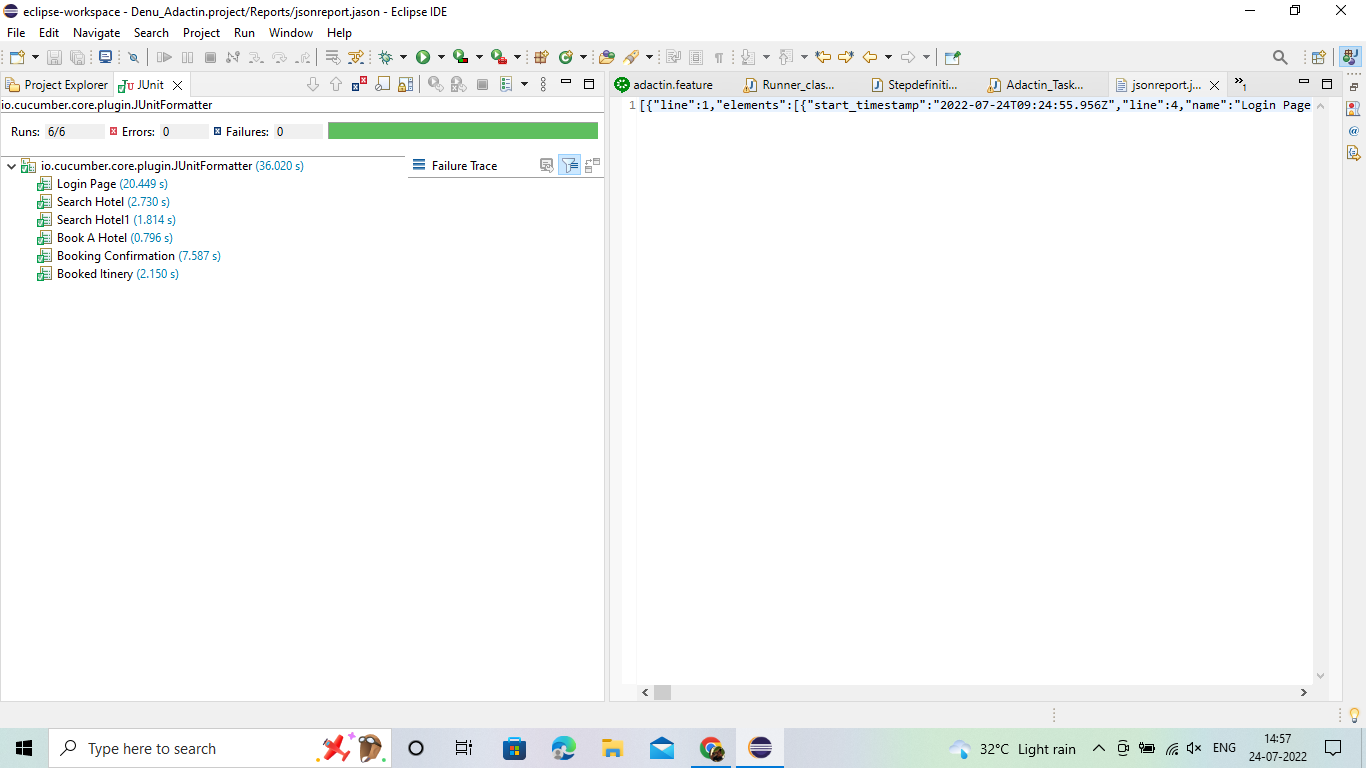 eclipse-workspace - Denu_Adactin.project/Reports/jsonreport.jason - Eclipse IDE
File Edit Navigate Search Project Run Window Help
Project Explorer JUnit
adactin.feature Runner_clas... Stepdefiniti... Adactin_Task... jsonreport.j... 1
io.cucumber.core.plugin.JUnitFormatter
1 [{"line":1,"elements":[{"start_timestamp":"2022-07-24T09:24:55.956Z","line":4,"name":"Login Page
Runs: 6/6 Errors: 0 Failures: 0
io.cucumber.core.plugin.JUnitFormatter (36.020 s)
Failure Trace
Login Page (20.449 s)
Search Hotel (2.730 s)
Search Hotel1 (1.814 s)
Book A Hotel (0.796 s)
Booking Confirmation (7.587 s)
Booked Itinery (2.150 s)
Type here to search
32°C Light rain
ENG
14:57
24-07-2022